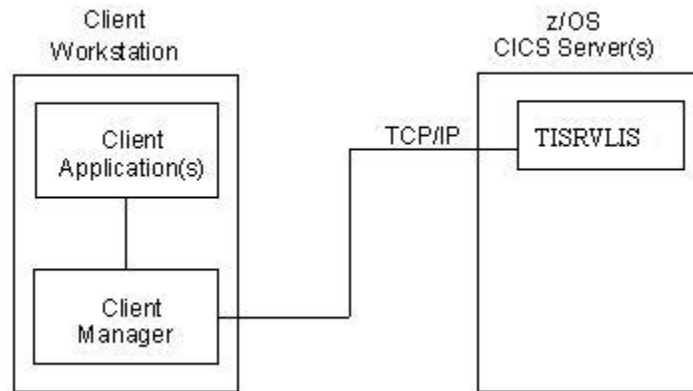 Client
Workstation
z/OS
CICS Server(s)
Client
Application(s)
TCP/IP
TISRVLIS
Client
Manager